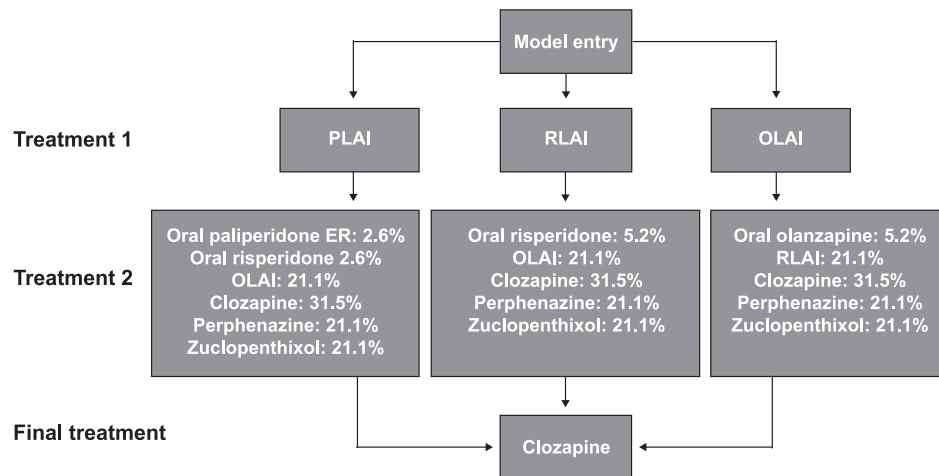 Model entry
Treatment 1
PLAI
RLAI
OLAI
Treatment 2
Oral paliperidone ER: 2.6%
Oral risperidone 2.6%
OLAI: 21.1%
Clozapine: 31.5%
Perphenazine: 21.1%
Zuclopenthixol: 21.1%
Oral risperidone: 5.2%
OLAI: 21.1%
Clozapine: 31.5%
Perphenazine: 21.1%
Zuclopenthixol: 21.1%
Oral olanzapine: 5.2%
RLAI: 21.1%
Clozapine: 31.5%
Perphenazine: 21.1%
Zuclopenthixol: 21.1%
Final treatment
Clozapine